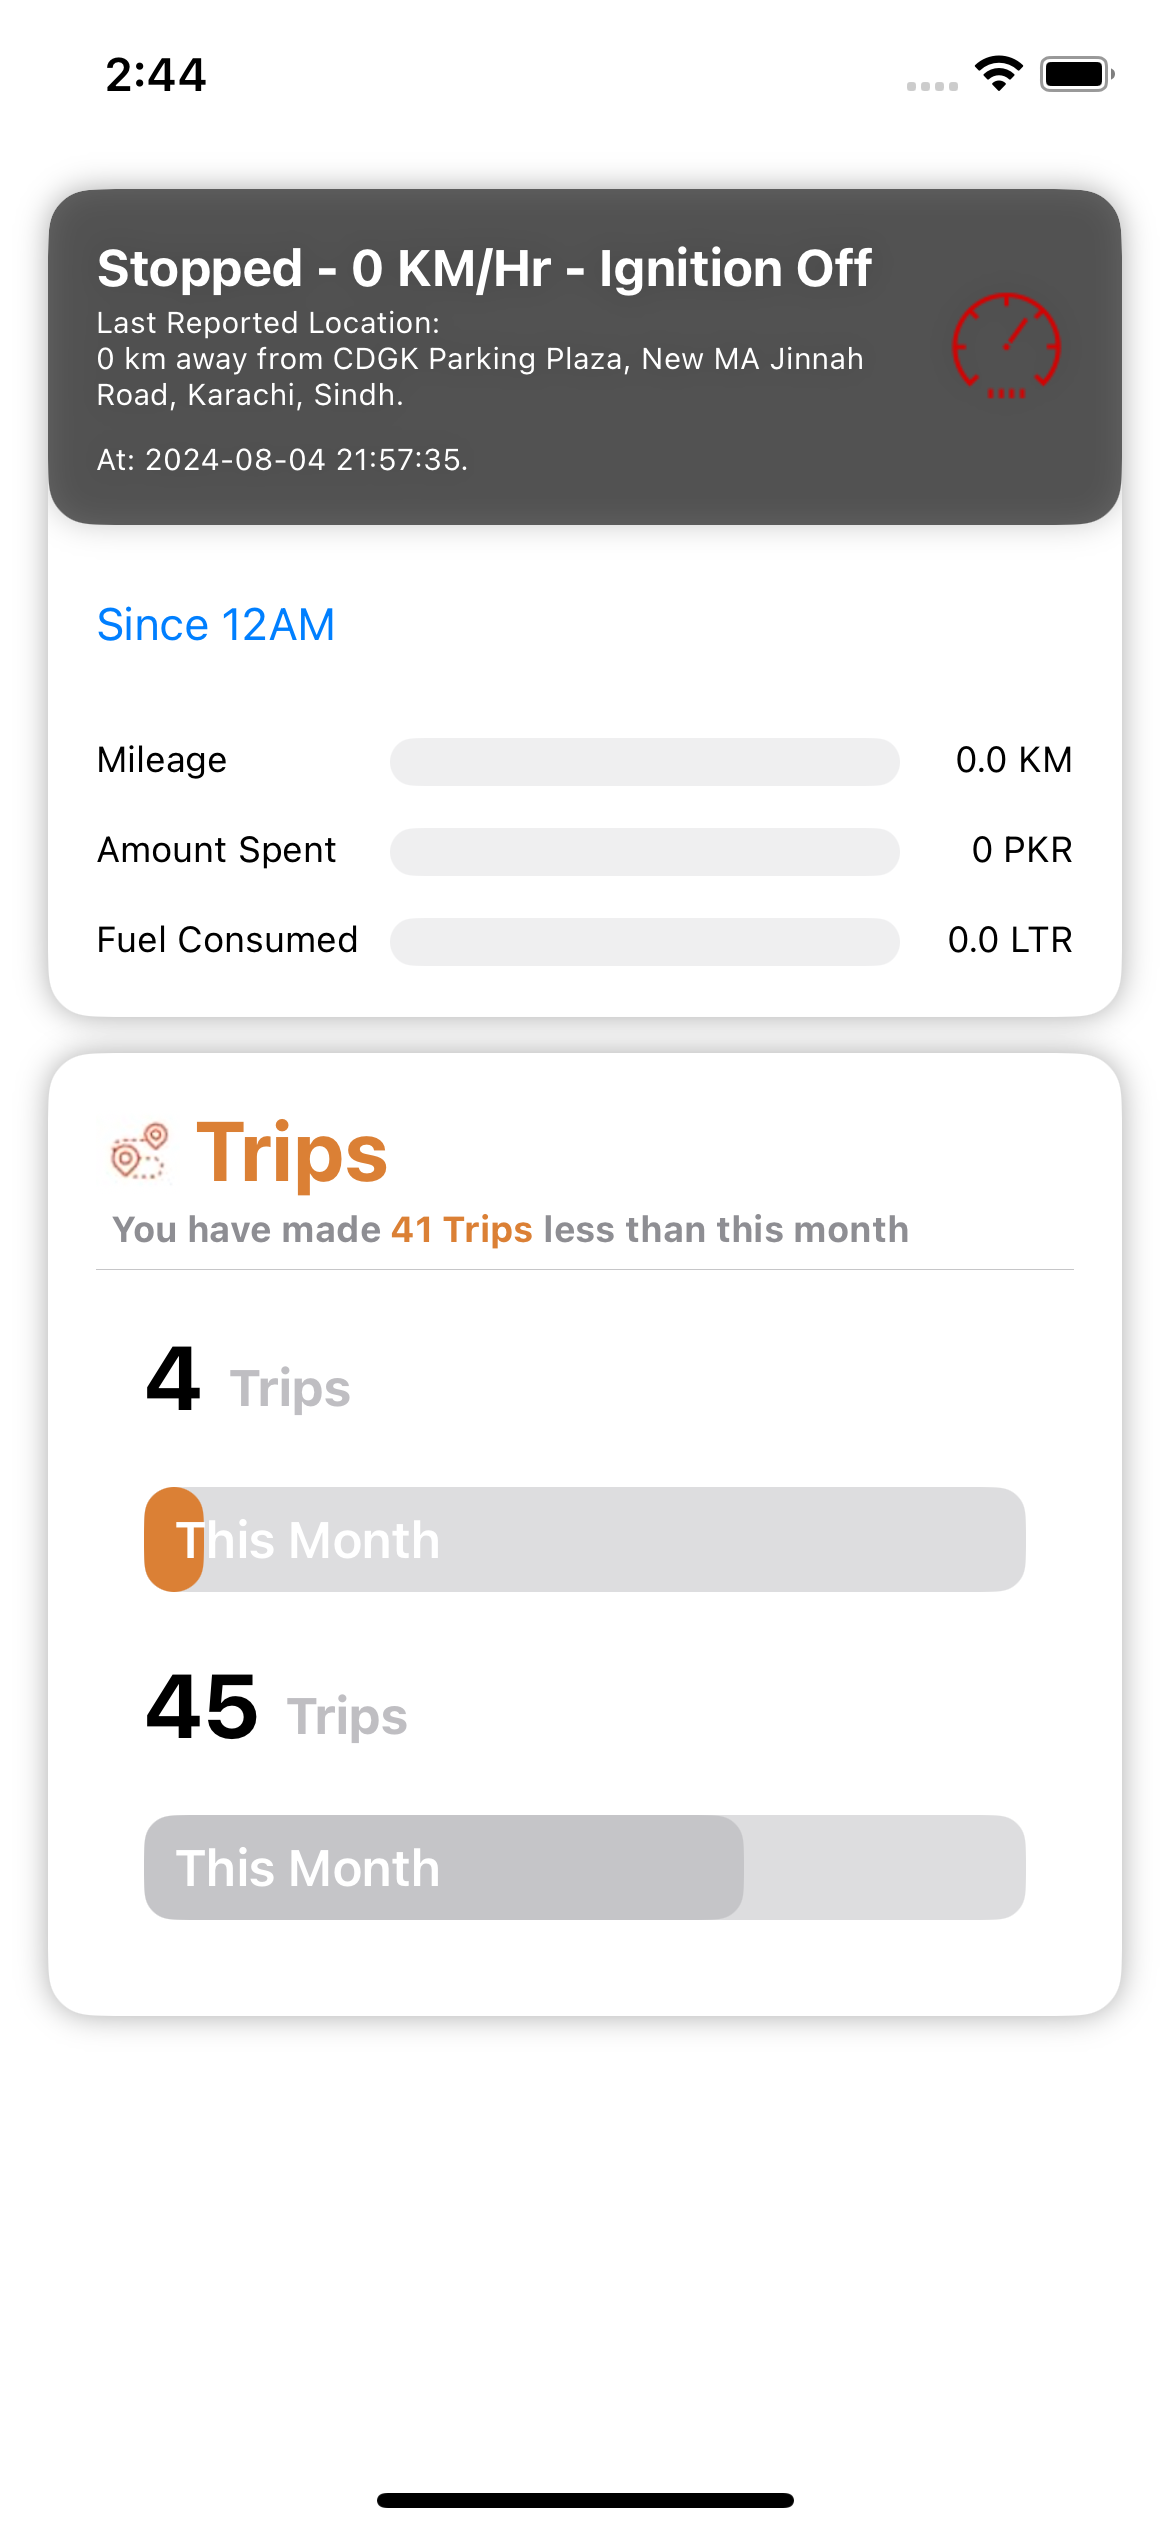 2:44
Stopped - 0 KM/Hr - Ignition Off
Last Reported Location:
0 km away from CDGK Parking Plaza, New MA Jinnah
Road, Karachi, Sindh.
At: 2024-08-04 21:57:35.
Since 12AM
Mileage 0.0 KM
Amount Spent 0 PKR
Fuel Consumed 0.0 LTR
Trips
You have made 41 Trips less than this month
4 Trips
This Month
45 Trips
This Month